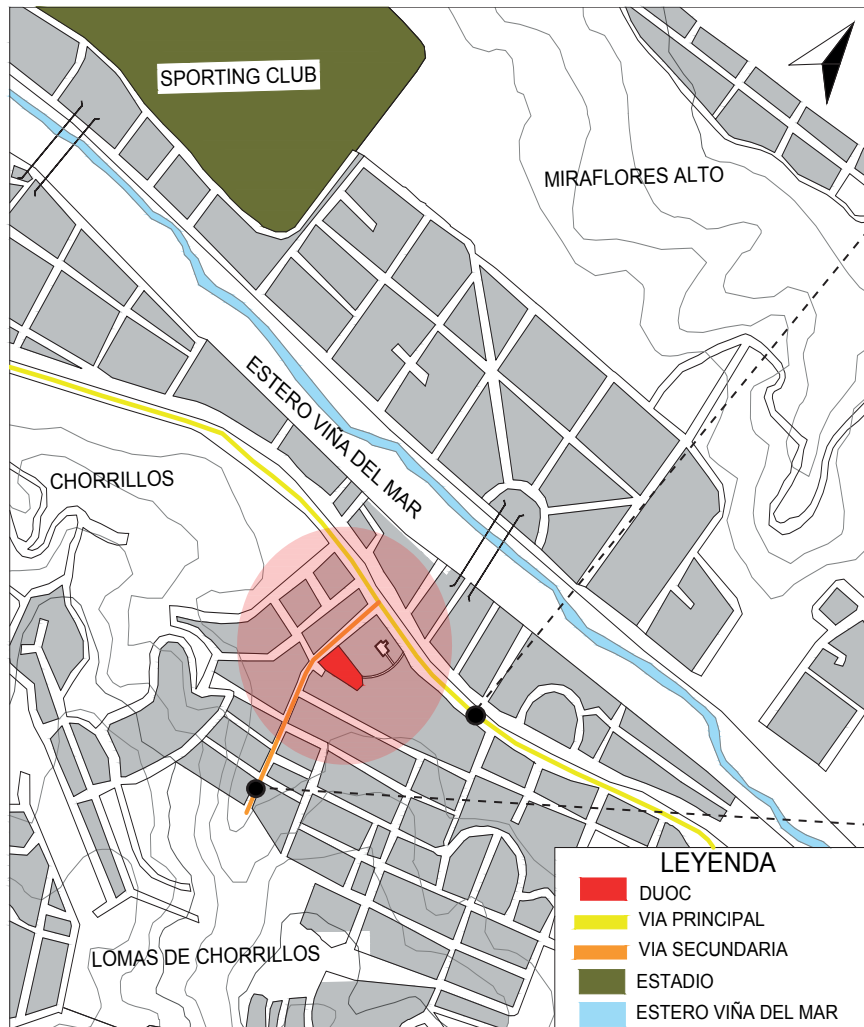 SPORTING CLUB
MIRAFLORES ALTO
ESTERO VIÑA DEL MAR
CHORRILLOS
LOMAS DE CHORRILLOS
LEYENDA
DUOC
VIA PRINCIPAL
VIA SECUNDARIA
ESTADIO
ESTERO VIÑA DEL MAR